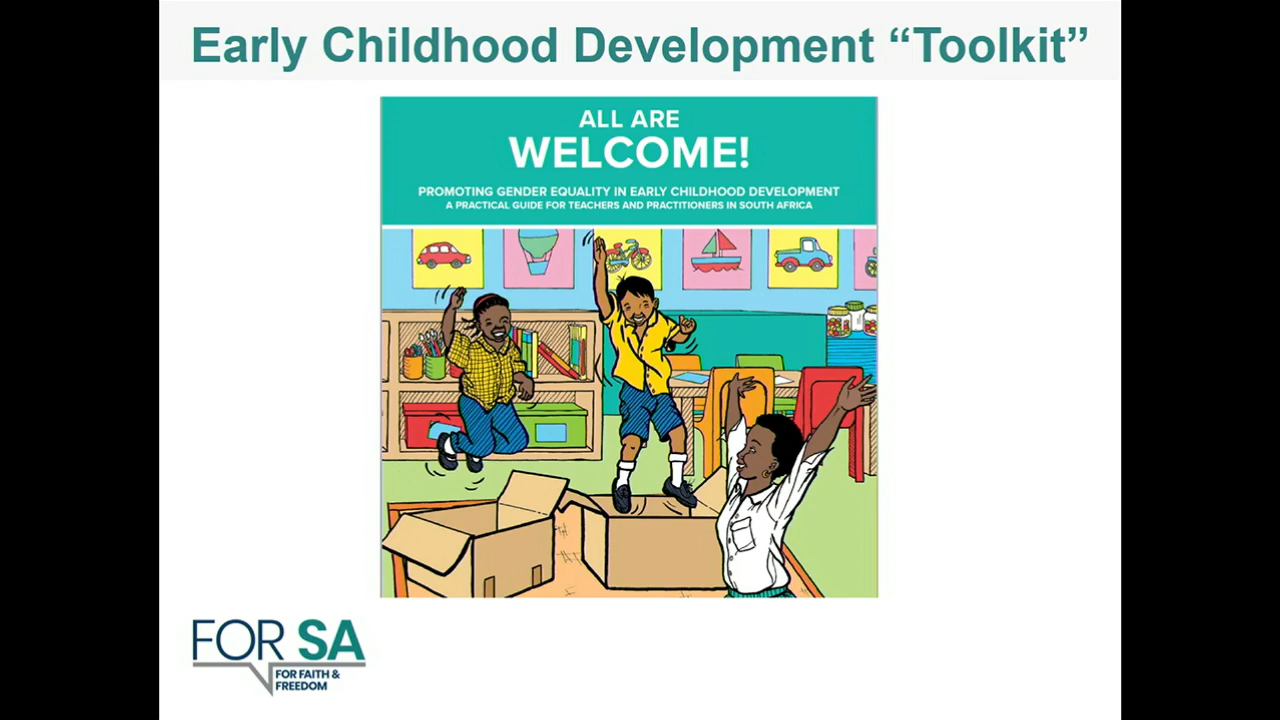 Early Childhood Development “Toolkit”
ALL ARE
WELCOME!
PROMOTING GENDER EQUALITY IN EARLY CHILDHOOD DEVELOPMENT
A PRACTICAL GUIDE FOR TEACHERS AND PRACTITIONERS IN SOUTH AFRICA
FOR SA
FOR FAITH &
FREEDOM